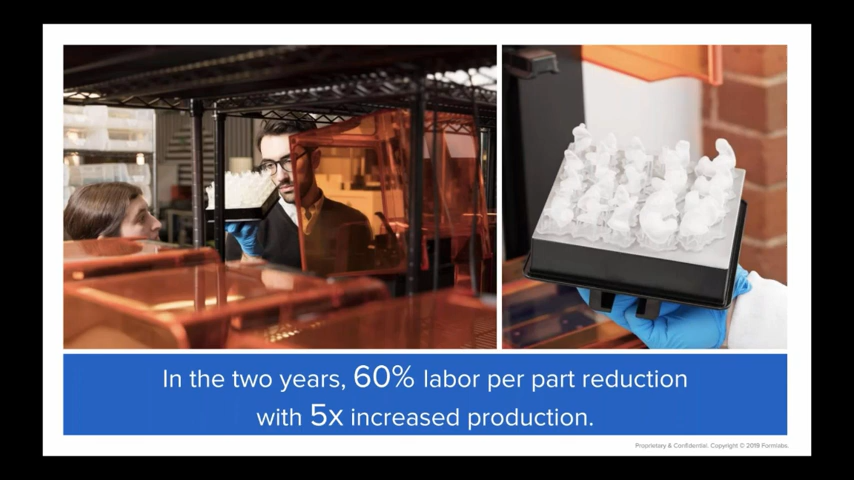 In the two years, 60% labor per part reduction
with 5x increased production.
Proprietary & Confidential. Copyright © 2019 Formlabs.